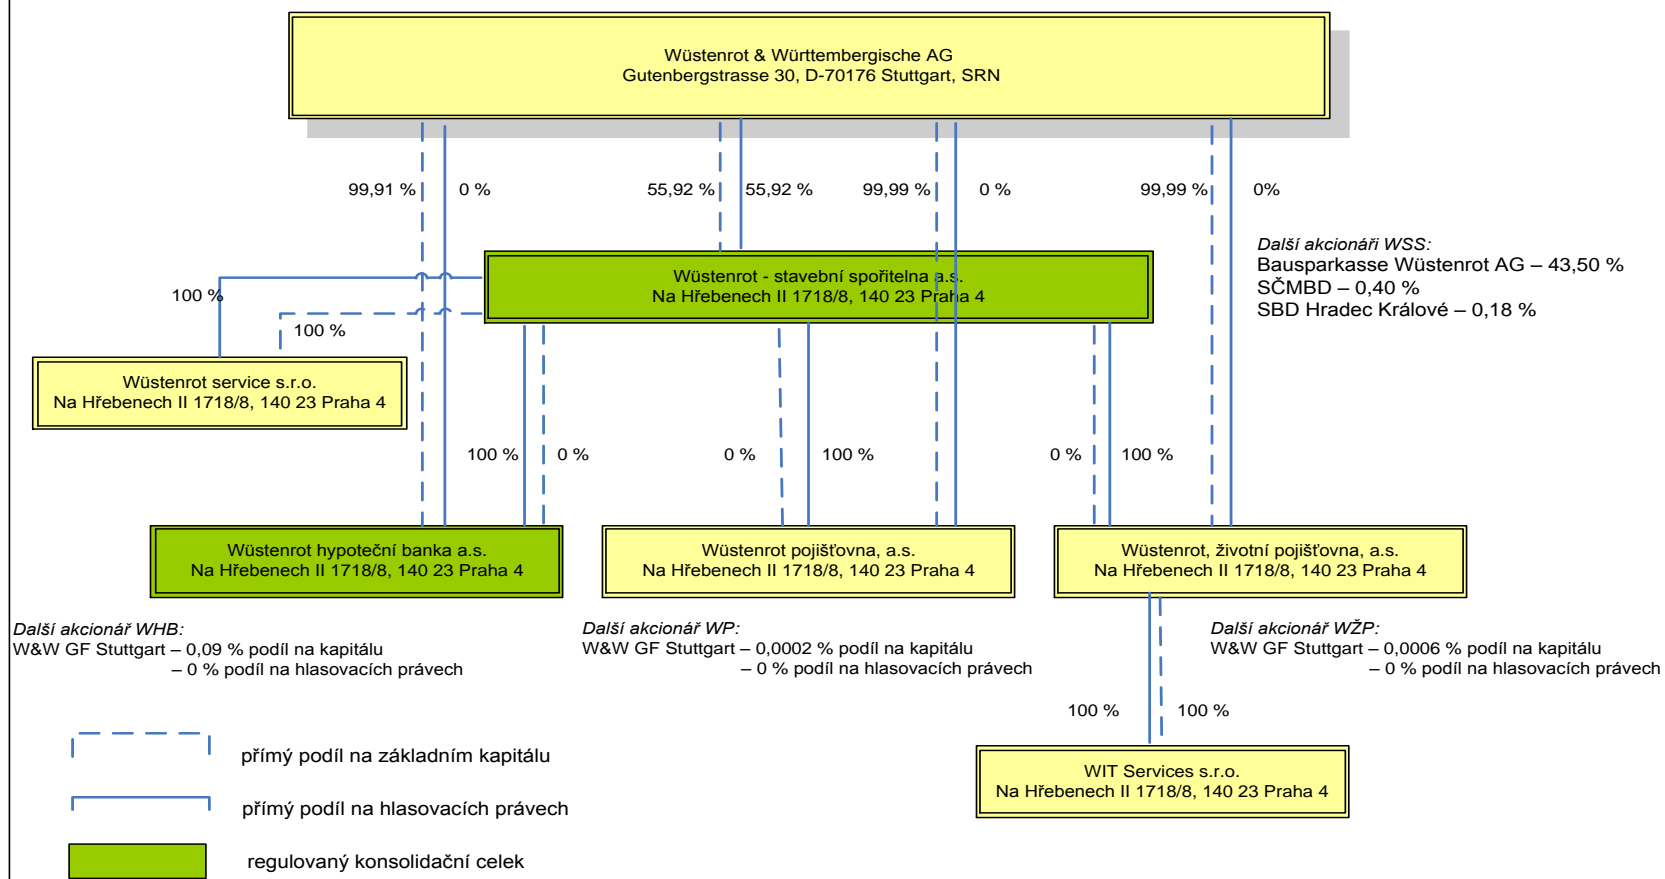 Wüstenrot & Württembergische AG
Gutenbergstrasse 30, D-70176 Stuttgart, SRN
99,91 %
0 %
55,92 %
55,92%
99,99 %
0 %
99,99 %
0%
Další akcionáři WSS:
Bausparkasse Wüstenrot AG – 43,50 %
SČMBD – 0,40 %
SBD Hradec Králové – 0,18 %
Wüstenrot - stavební spořitelna a.s.
Na Hřebenech II 1718/8, 140 23 Praha 4
100 %
100 %
Wüstenrot service s.r.o.
Na Hřebenech II 1718/8, 140 23 Praha 4
100 %
0 %
0 %
100 %
0 %
100 %
Wüstenrot hypoteční banka a.s.
Na Hřebenech II 1718/8, 140 23 Praha 4
Wüstenrot pojišťovna, a.s.
Na Hřebenech II 1718/8, 140 23 Praha 4
Wüstenrot, životní pojišťovna, a.s.
Na Hřebenech II 1718/8, 140 23 Praha 4
Další akcionář WHB:
W&W GF Stuttgart – 0,09 % podíl na kapitálu
– 0 % podíl na hlasovacích právech
Další akcionář WP:
W&W GF Stuttgart – 0,0002 % podíl na kapitálu
– 0 % podíl na hlasovacích právech
Další akcionář WŽP:
W&W GF Stuttgart – 0,0006 % podíl na kapitálu
– 0 % podíl na hlasovacích právech
100 %
100 %
WIT Services s.r.o.
Na Hřebenech II 1718/8, 140 23 Praha 4
přímý podíl na základním kapitálu
přímý podíl na hlasovacích právech
regulovaný konsolidační celek